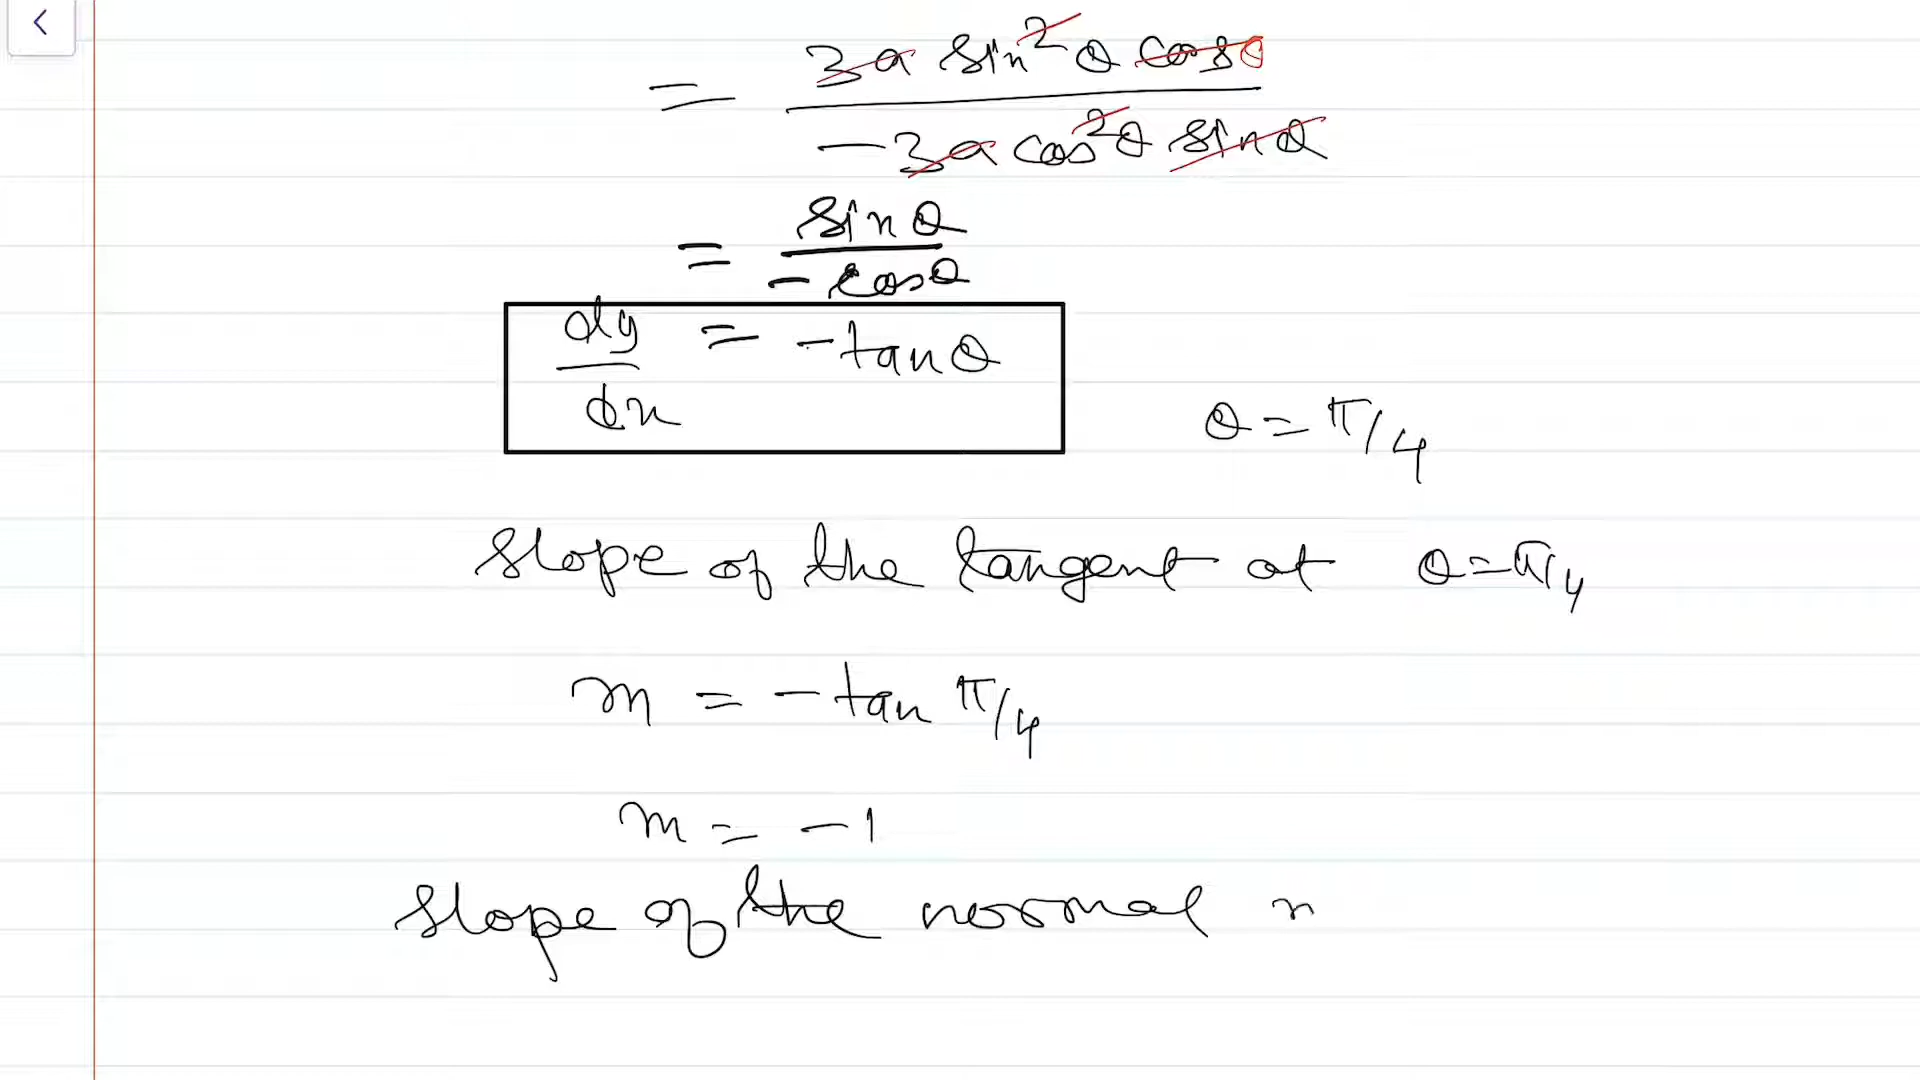 = 3a sin²θ cosθ / -3a cos²θ sinθ
= sinθ / -cosθ
dy/dx = -tanθ
θ = π/4
slope of the tangent at θ = π/4
m = -tan π/4
m = -1
slope of the normal n